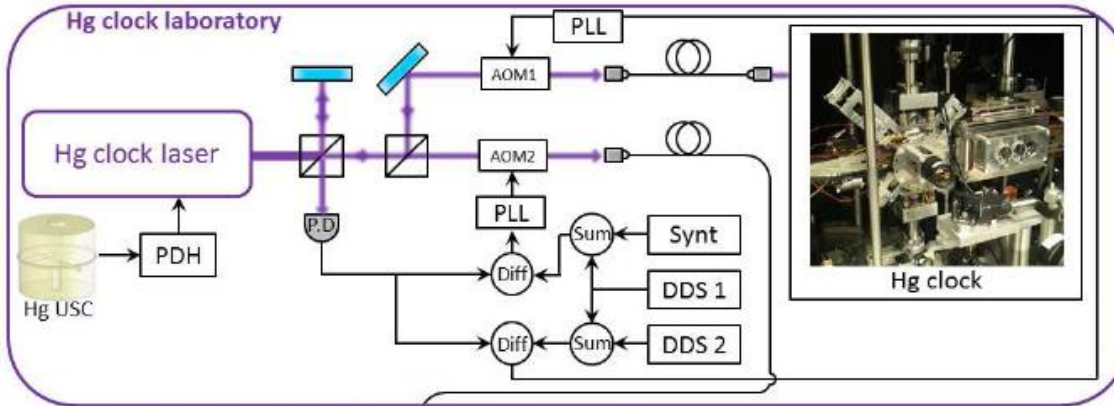 Hg clock laboratory
PLL
AOM1
Hg clock laser
AOM2
P.D
PLL
Sum
Synt
PDH
Diff
DDS 1
Hg USC
Diff
Sum
DDS 2
Hg clock